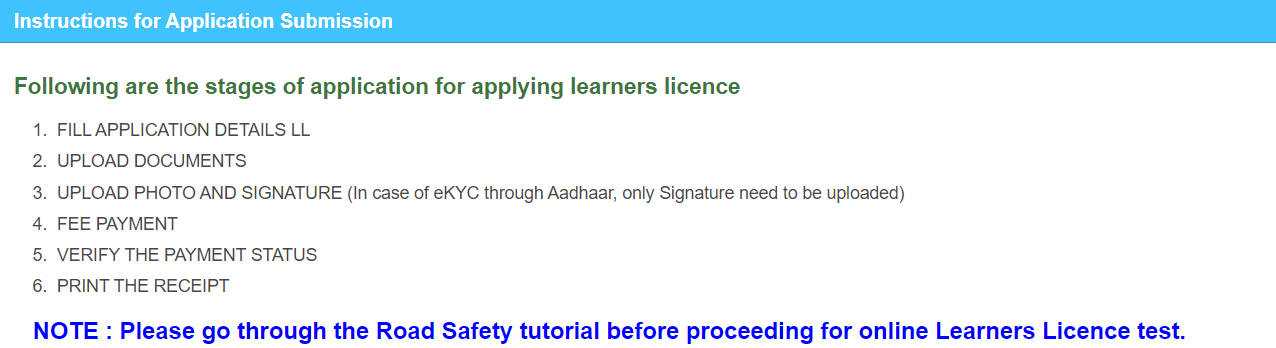 Instructions for Application Submission
Following are the stages of application for applying learners licence
1. FILL APPLICATION DETAILS LL
2. UPLOAD DOCUMENTS
3. UPLOAD PHOTO AND SIGNATURE (In case of eKYC through Aadhaar, only Signature need to be uploaded)
4. FEE PAYMENT
5. VERIFY THE PAYMENT STATUS
6. PRINT THE RECEIPT
NOTE : Please go through the Road Safety tutorial before proceeding for online Learners Licence test.